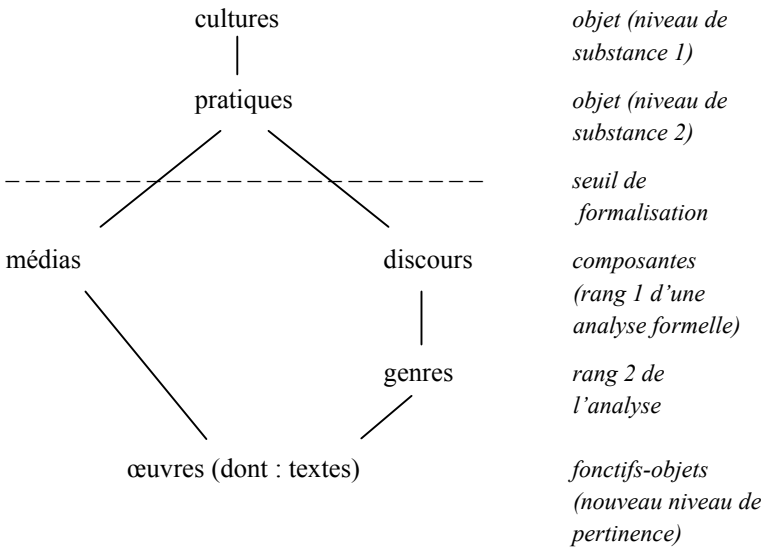 cultures
objet (niveau de
substance 1)
pratiques
objet (niveau de
substance 2)
seuil de
formalisation
médias
discours
composantes
(rang 1 d’une
analyse formelle)
genres
rang 2 de
l’analyse
œuvres (dont : textes)
fonctifs-objets
(nouveau niveau de
pertinence)